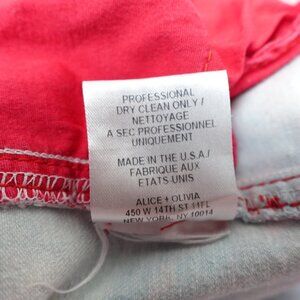 PROFESSIONAL
DRY CLEAN ONLY /
NETTOYAGE
A SEC PROFESSIONNEL
UNIQUEMENT
MADE IN THE U.S.A./
FABRIQUE AUX
ETATS-UNIS
ALICE + OLIVIA
450 W 14TH ST 11FL
NEW YORK, NY 10014